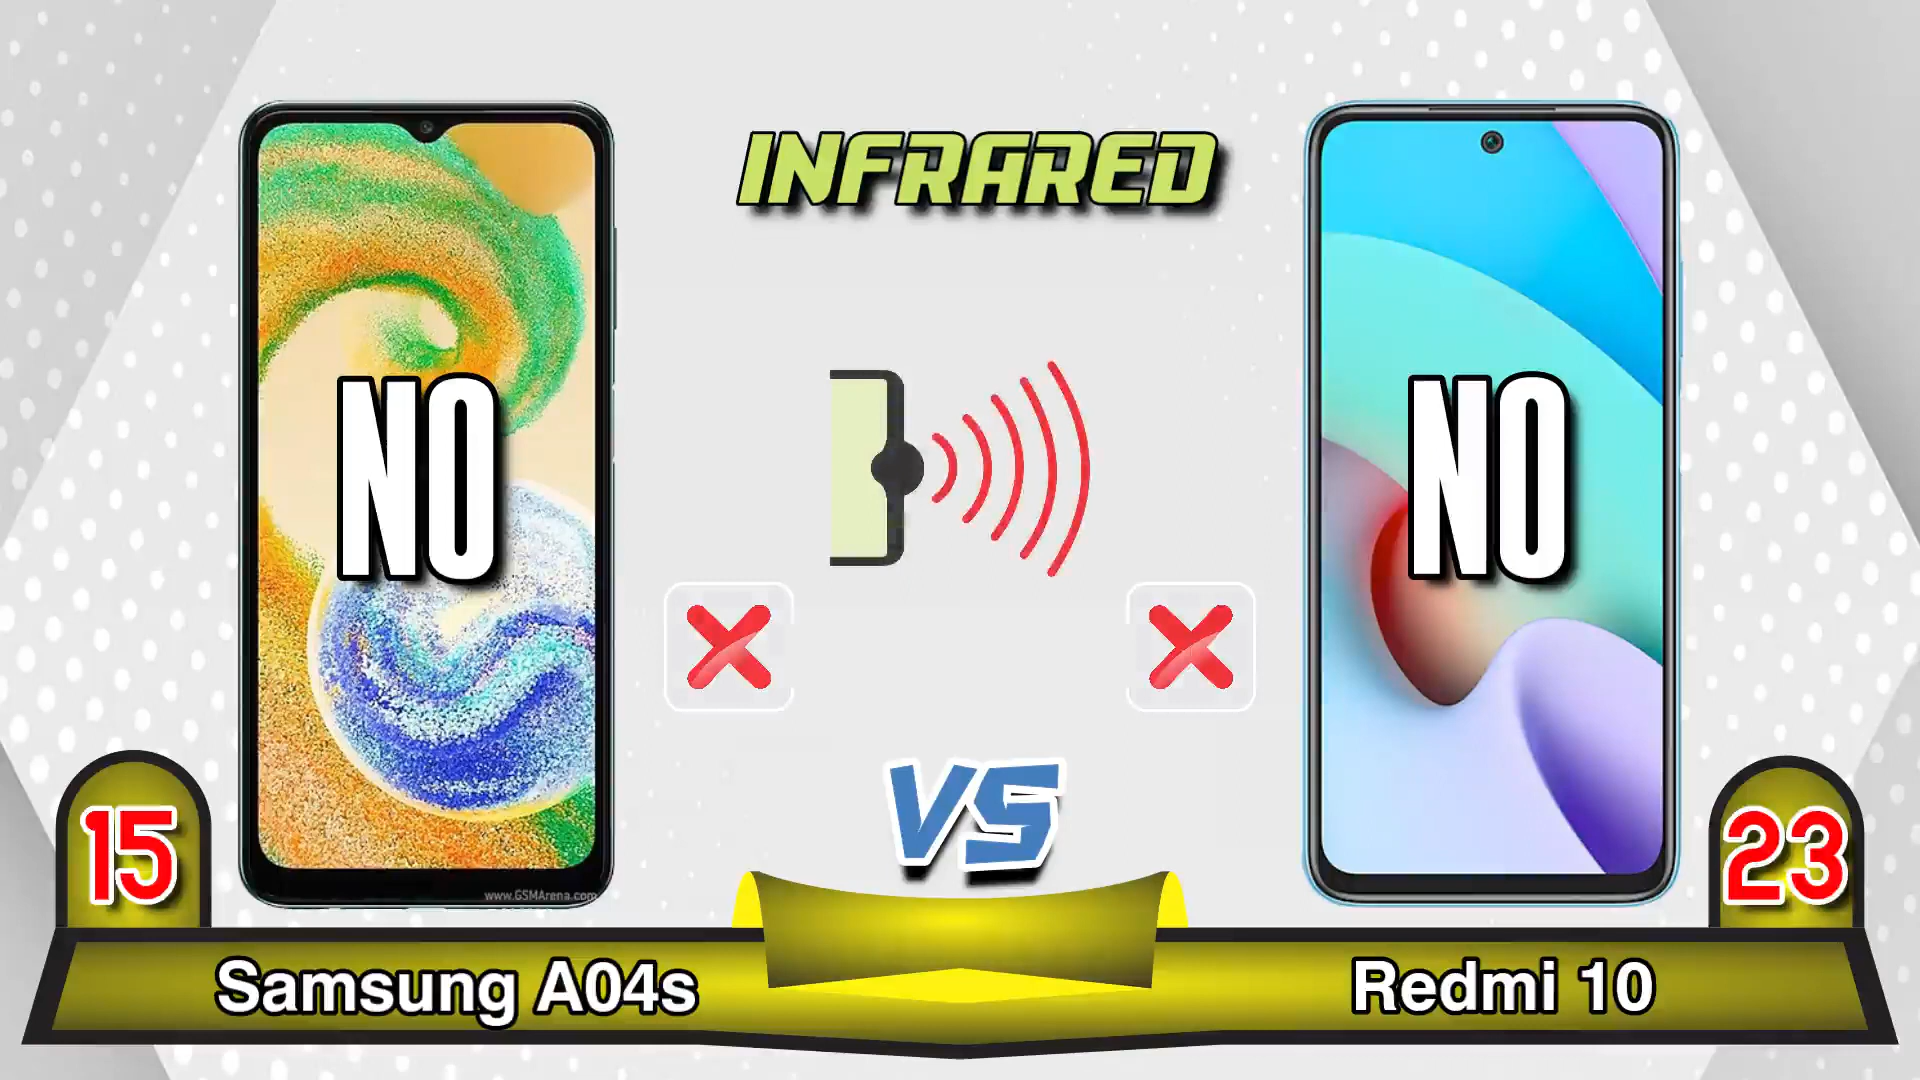 INFRARED
NO
NO
VS
15
23
www.GSMArena.com
Samsung A04s
Redmi 10